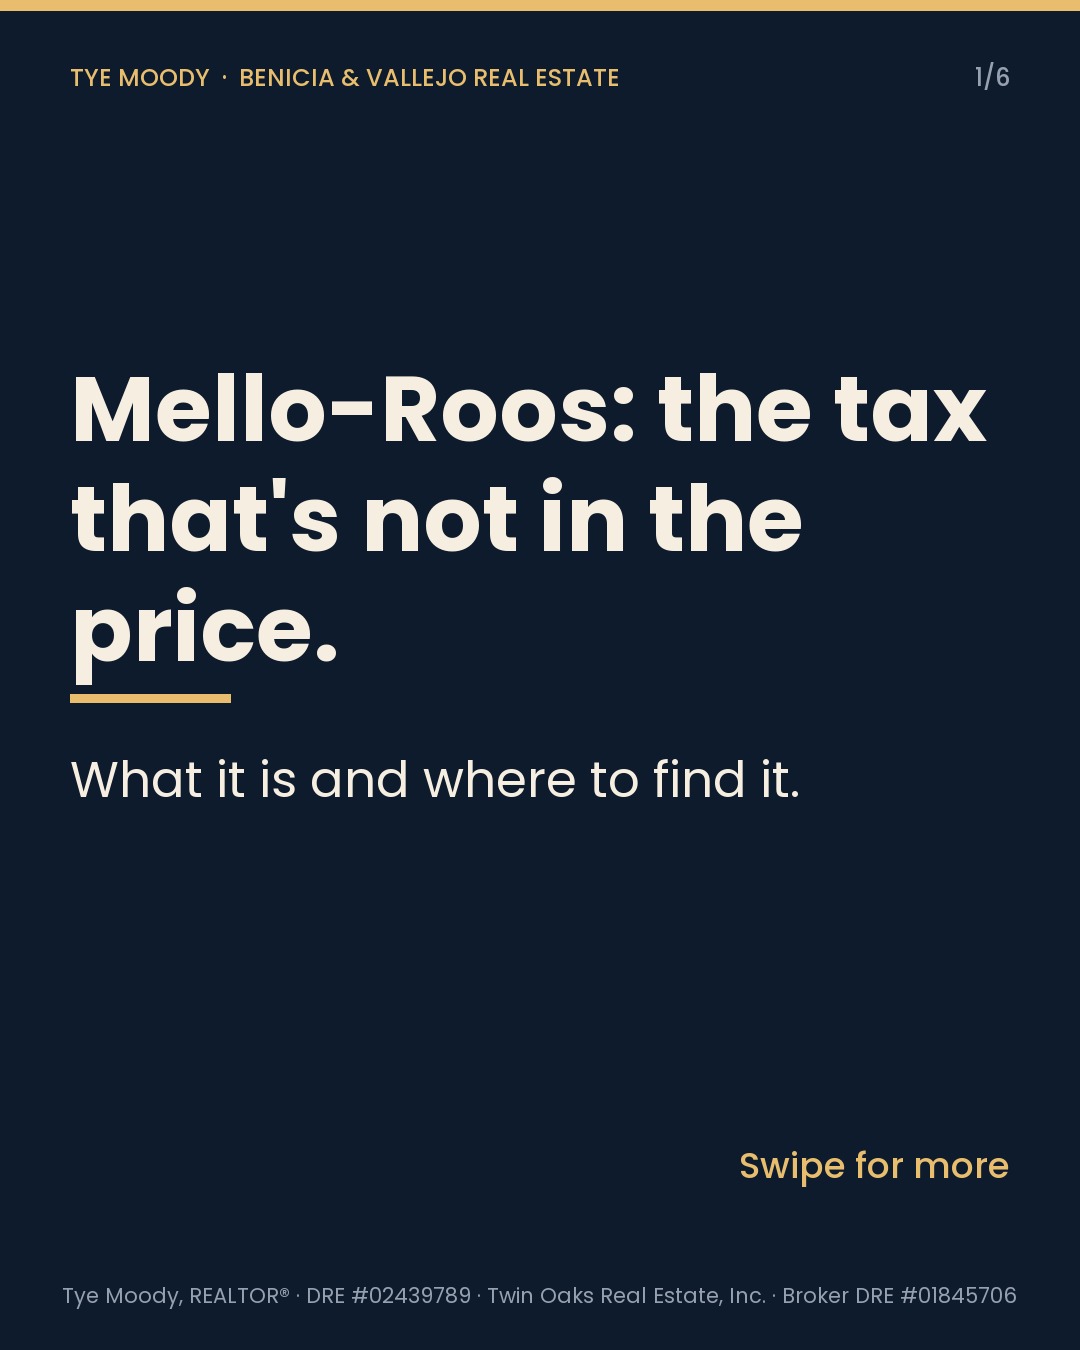 TYE MOODY · BENICIA & VALLEJO REAL ESTATE
1/6
Mello-Roos: the tax
that's not in the
price.
What it is and where to find it.
Swipe for more
Tye Moody, REALTOR® · DRE #02439789 · Twin Oaks Real Estate, Inc. · Broker DRE #01845706